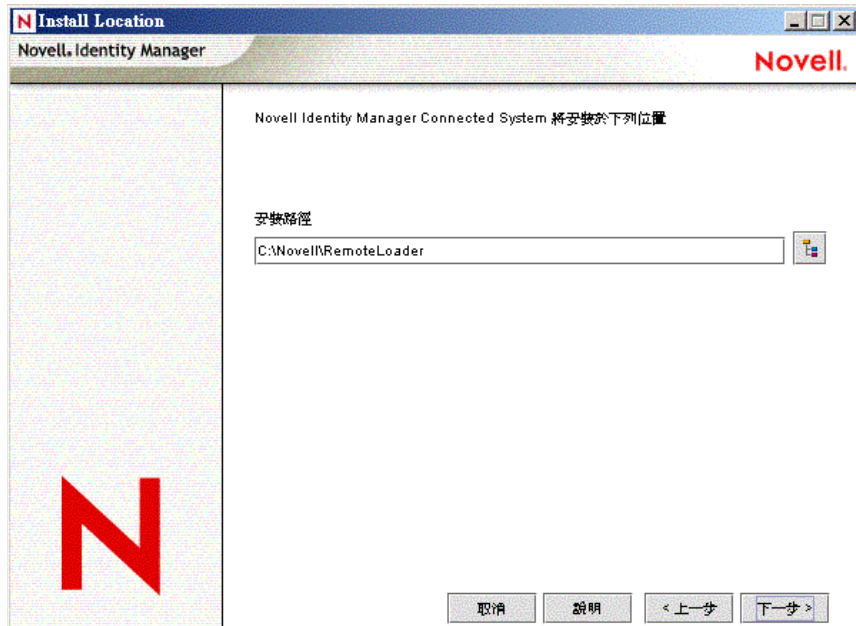 Install Location
Novell. Identity Manager
Novell.
Novell Identity Manager Connected System 將安裝於下列位置
安裝路徑
C:\Novell\RemoteLoader
取消
說明
< 上一步
下一步 >